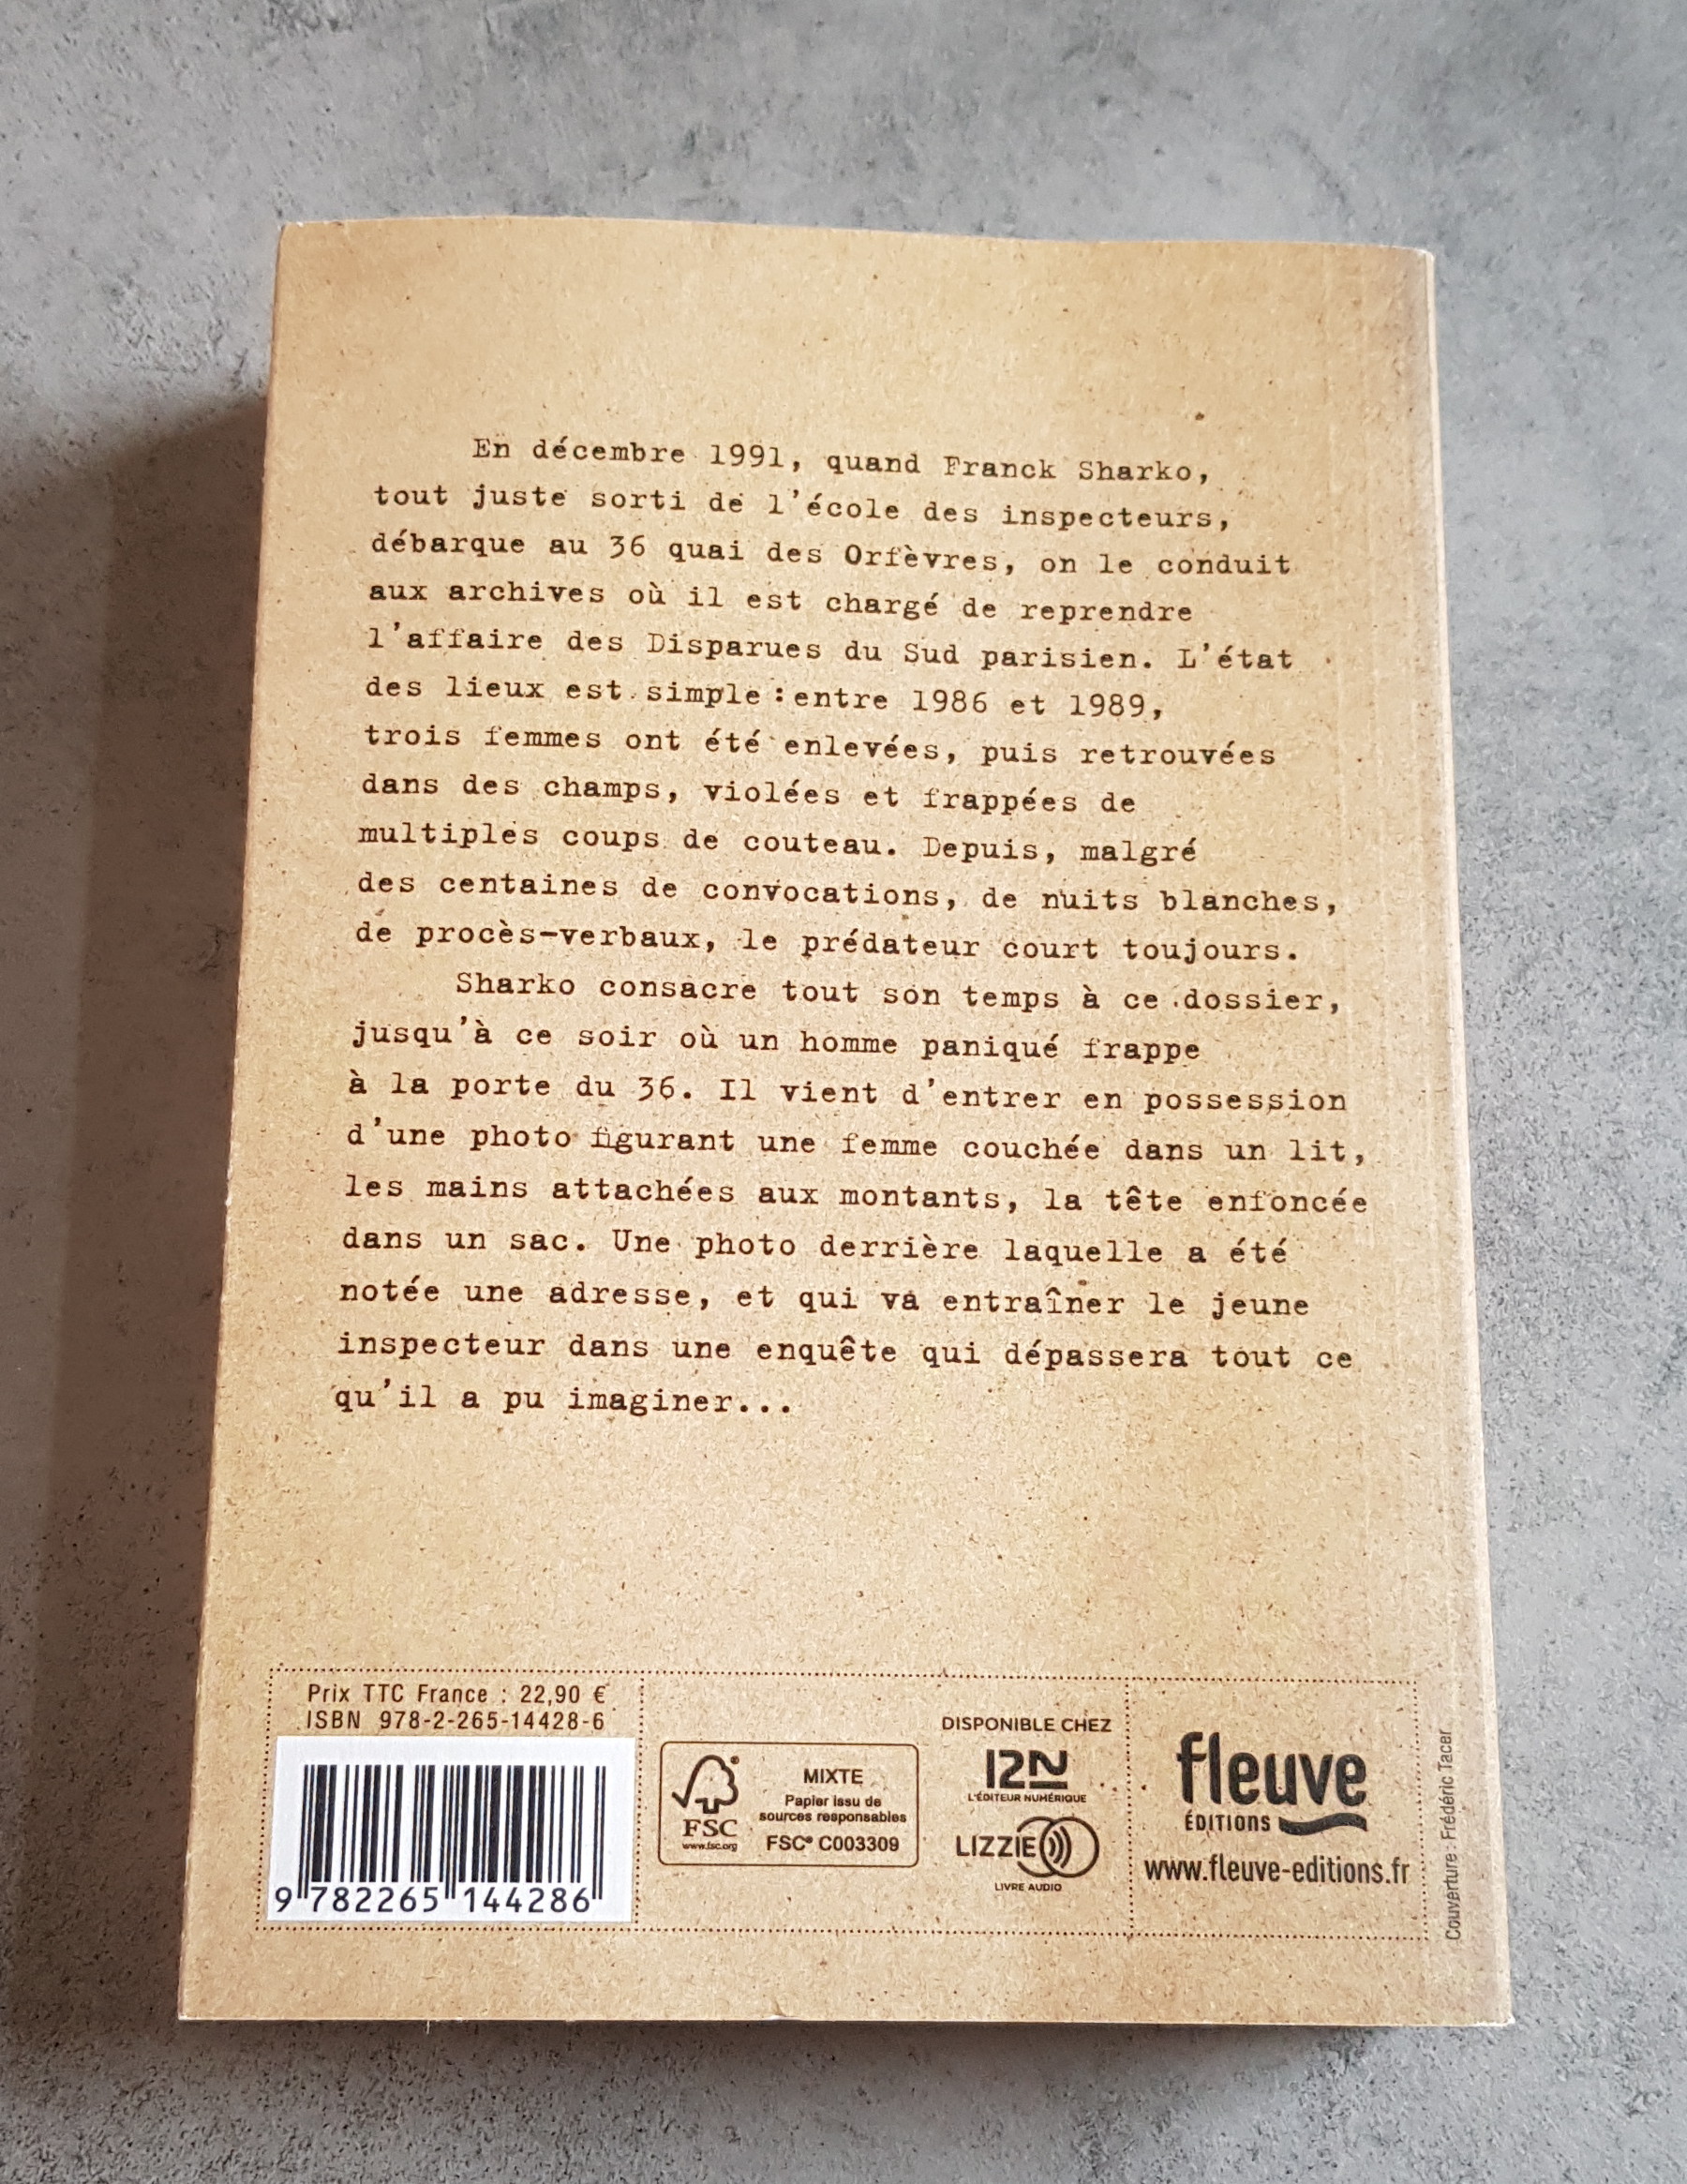 En décembre 1991, quand Franck Sharko,
tout juste sorti de l'école des inspecteurs,
débarque au 36 quai des Orfèvres, on le conduit
aux archives où il est chargé de reprendre
l'affaire des Disparues du Sud parisien. L'état
des lieux est simple : entre 1986 et 1989,
trois femmes ont été enlevées, puis retrouvées
dans des champs, violées et frappées de
multiples coups de couteau. Depuis, malgré
des centaines de convocations, de nuits blanches,
de procès-verbaux, le prédateur court toujours.
Sharko consacre tout son temps à ce dossier,
jusqu'à ce soir où un homme paniqué frappe
à la porte du 36. Il vient d'entrer en possession
d'une photo figurant une femme couchée dans un lit,
les mains attachées aux montants, la tête enfoncée
dans un sac. Une photo derrière laquelle a été
notée une adresse, et qui va entraîner le jeune
inspecteur dans une enquête qui dépassera tout ce
qu'il a pu imaginer...
Prix TTC France : 22,90 €
ISBN 978-2-265-14428-6
9 782265 144286
FSC
www.fsc.org
MIXTE
Papier issu de
sources responsables
FSC® C003309
DISPONIBLE CHEZ
12N
L'ÉDITEUR NUMÉRIQUE
LIZZIE
LIVRE AUDIO
fleuve
ÉDITIONS
www.fleuve-editions.fr
Couverture : Frédéric Tacer